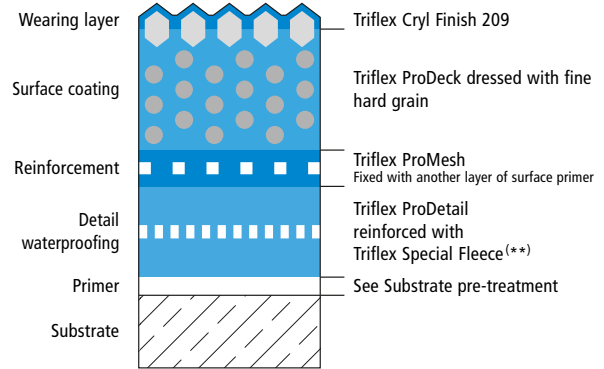 Wearing layer
Triflex Cryl Finish 209
Surface coating
Triflex ProDeck dressed with fine
hard grain
Reinforcement
Triflex ProMesh
Fixed with another layer of surface primer
Detail
waterproofing
Triflex ProDetail
reinforced with
Triflex Special Fleece(**)
Primer
See Substrate pre-treatment
Substrate